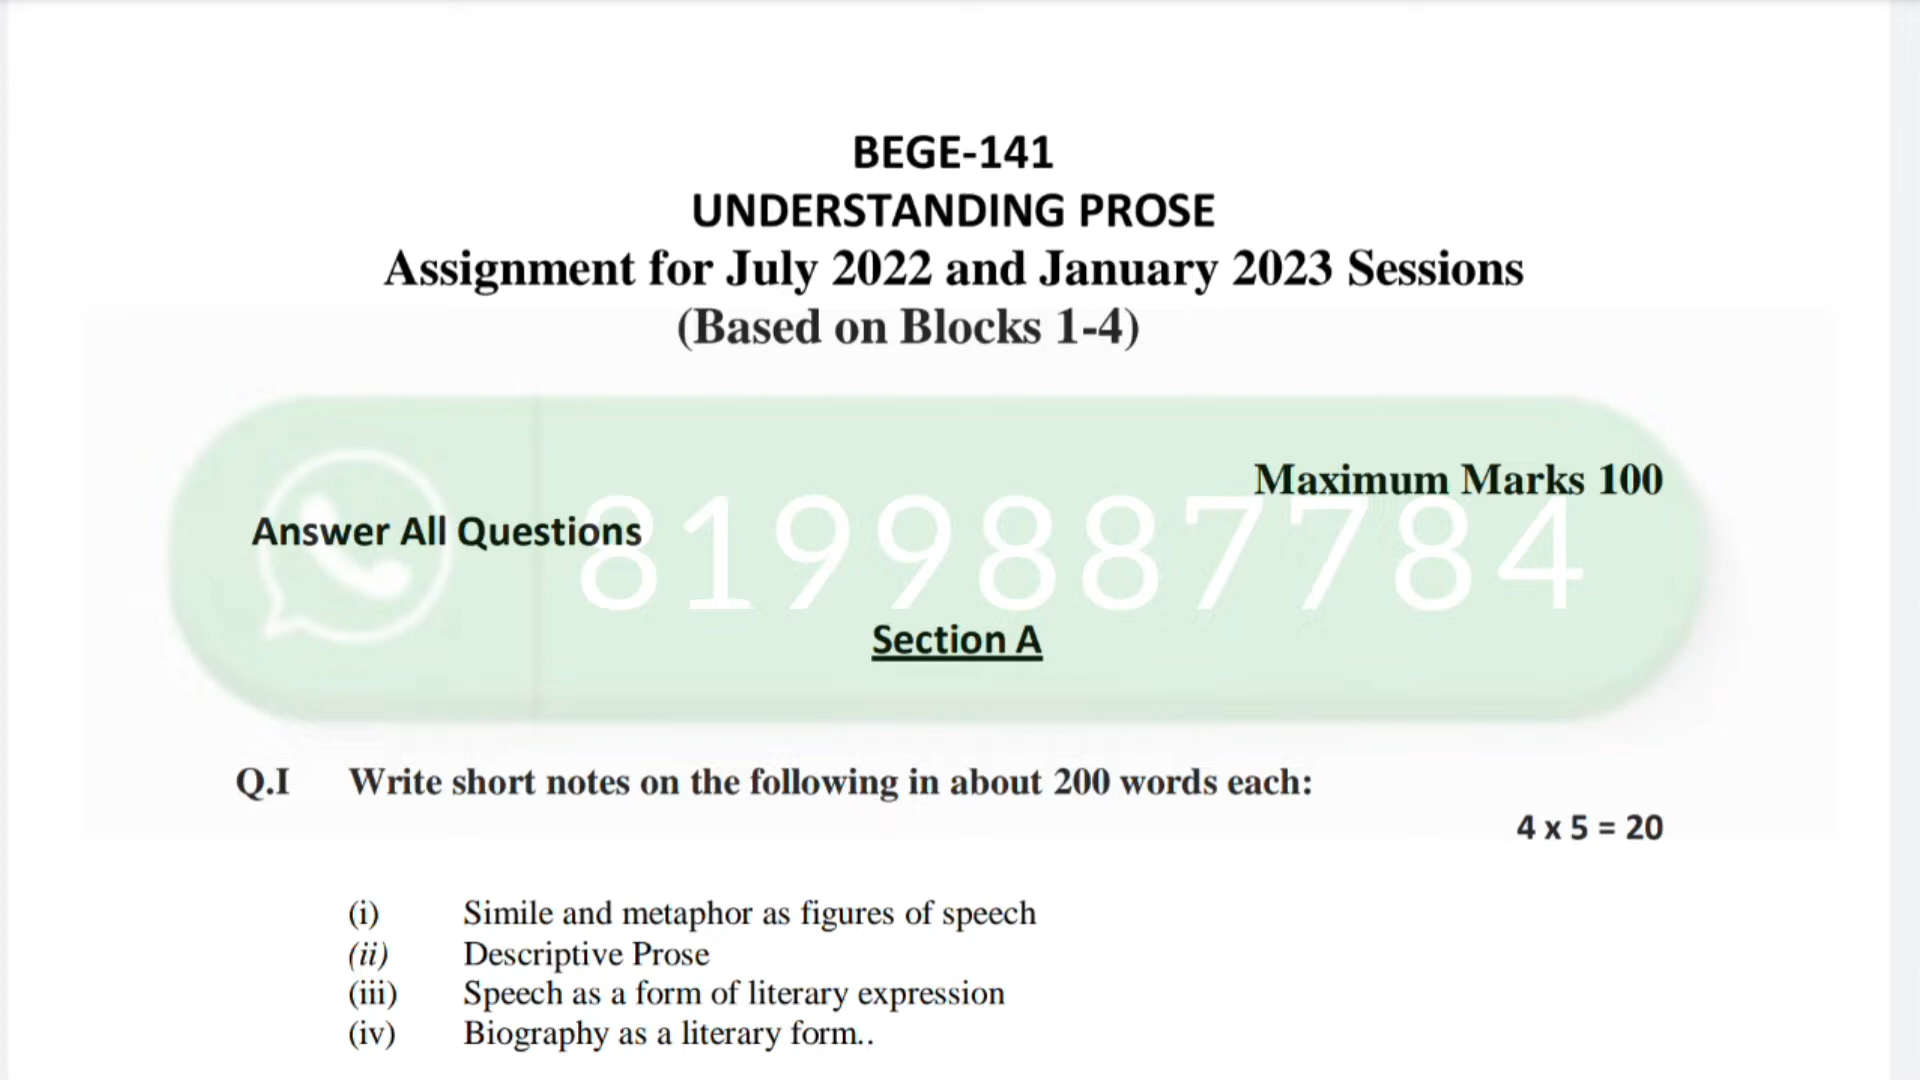 BEGE-141
UNDERSTANDING PROSE
Assignment for July 2022 and January 2023 Sessions
(Based on Blocks 1-4)
Maximum Marks 100
Answer All Questions
8199887784
Section A
Q.I Write short notes on the following in about 200 words each:
4 x 5 = 20
(i) Simile and metaphor as figures of speech
(ii) Descriptive Prose
(iii) Speech as a form of literary expression
(iv) Biography as a literary form..